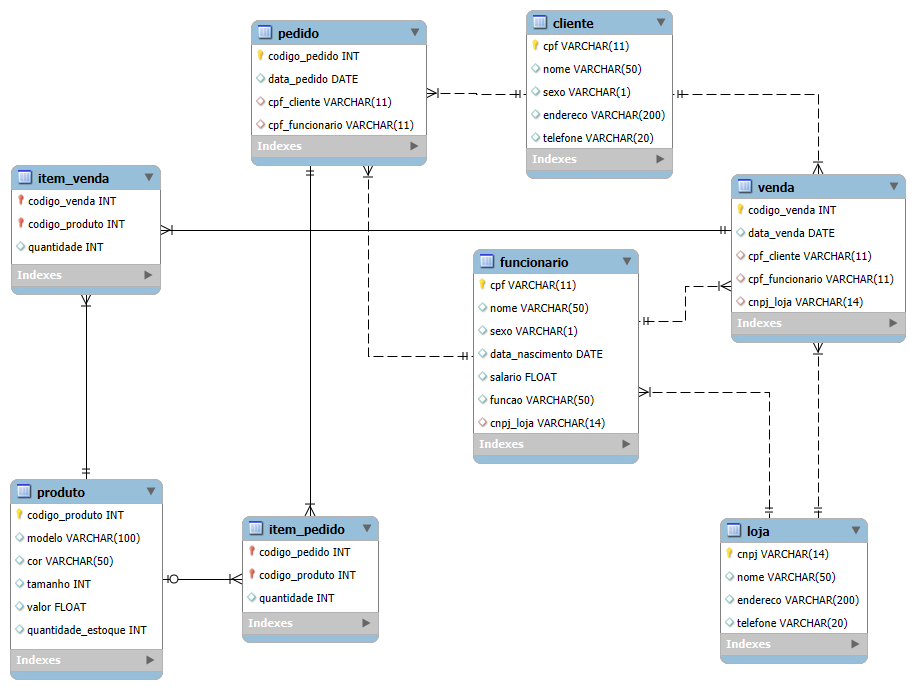 pedido
codigo_pedido INT
data_pedido DATE
cpf_cliente VARCHAR(11)
cpf_funcionario VARCHAR(11)
Indexes
cliente
cpf VARCHAR(11)
nome VARCHAR(50)
sexo VARCHAR(1)
endereco VARCHAR(200)
telefone VARCHAR(20)
Indexes
item_venda
codigo_venda INT
codigo_produto INT
quantidade INT
Indexes
venda
codigo_venda INT
data_venda DATE
cpf_cliente VARCHAR(11)
cpf_funcionario VARCHAR(11)
cnpj_loja VARCHAR(14)
Indexes
funcionario
cpf VARCHAR(11)
nome VARCHAR(50)
sexo VARCHAR(1)
data_nascimento DATE
salario FLOAT
funcao VARCHAR(50)
cnpj_loja VARCHAR(14)
Indexes
produto
codigo_produto INT
modelo VARCHAR(100)
cor VARCHAR(50)
tamanho INT
valor FLOAT
quantidade_estoque INT
Indexes
item_pedido
codigo_pedido INT
codigo_produto INT
quantidade INT
Indexes
loja
cnpj VARCHAR(14)
nome VARCHAR(50)
endereco VARCHAR(200)
telefone VARCHAR(20)
Indexes